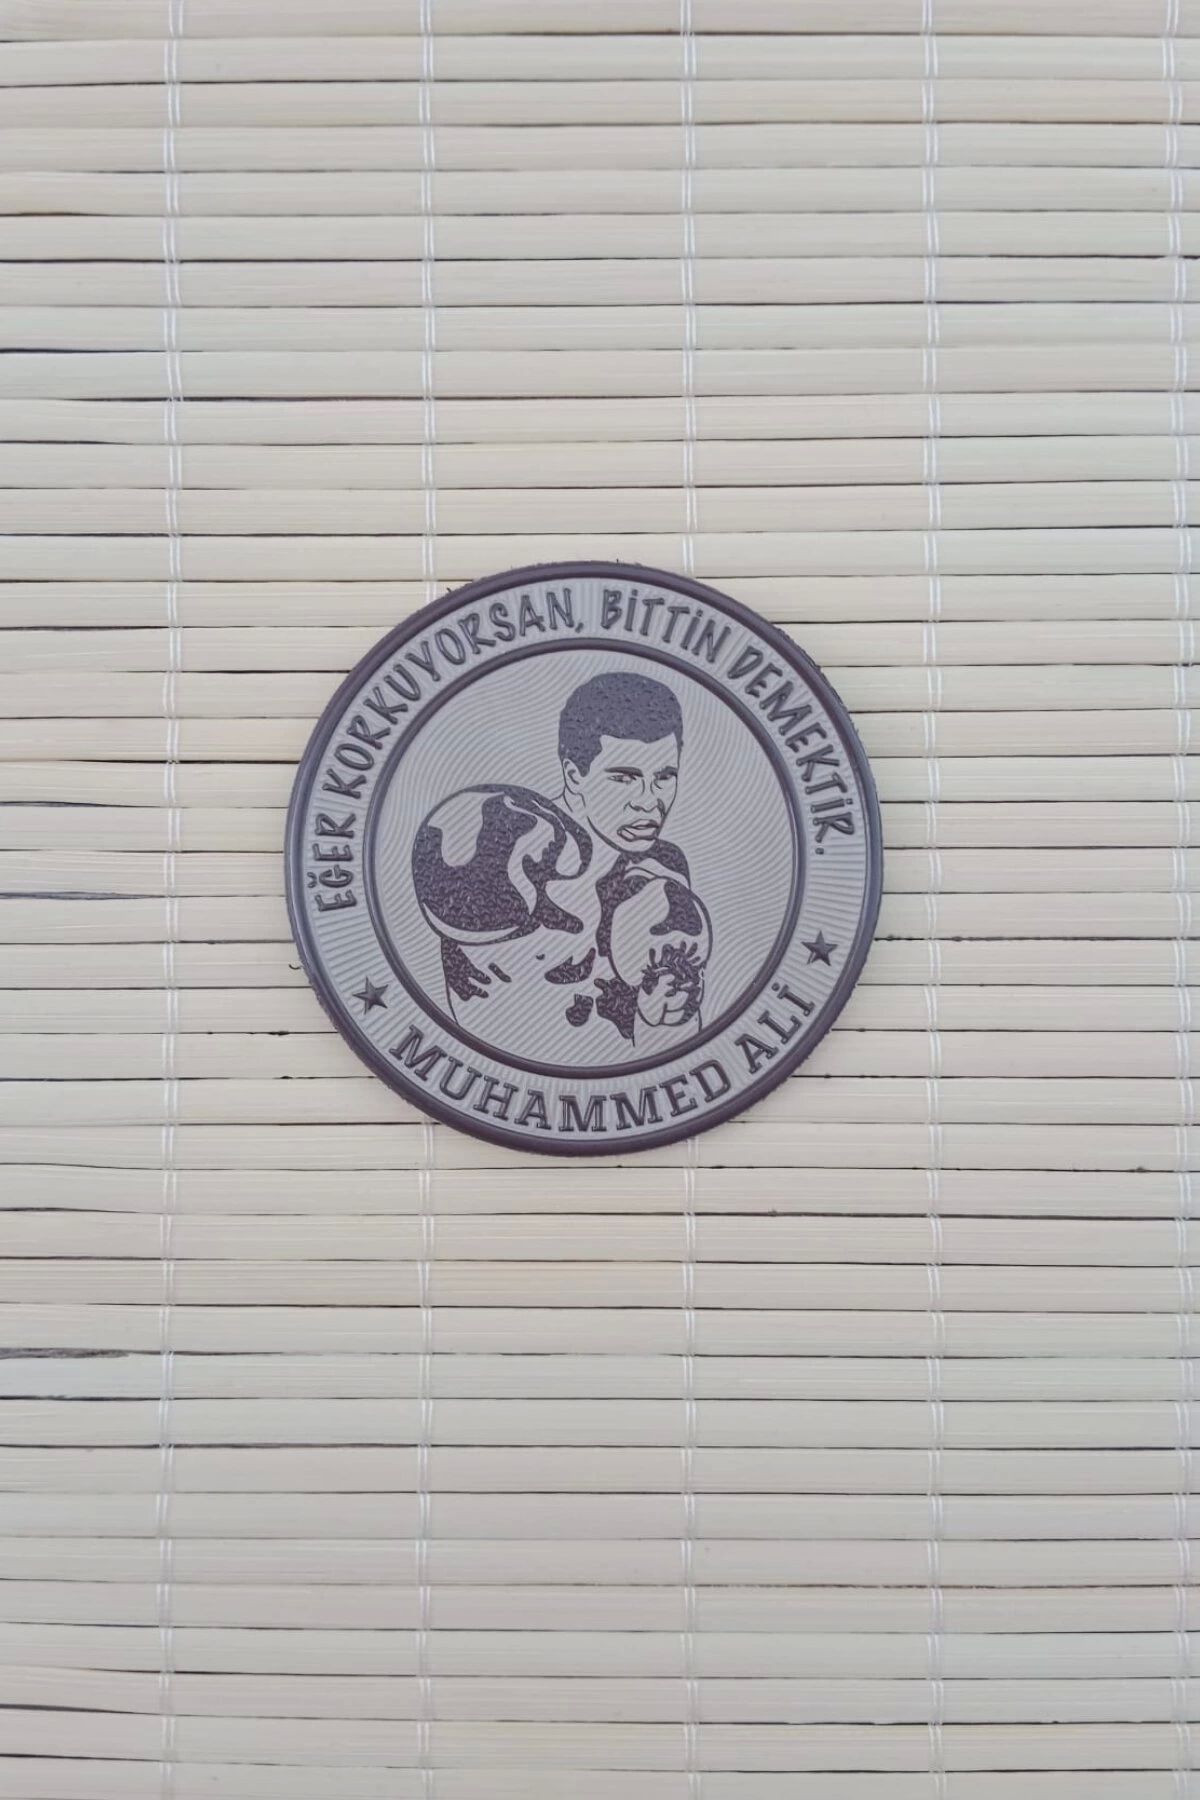 EĞER KORKUYORSAN, BİTTİN DEMEKTİR.
MUHAMMED ALİ